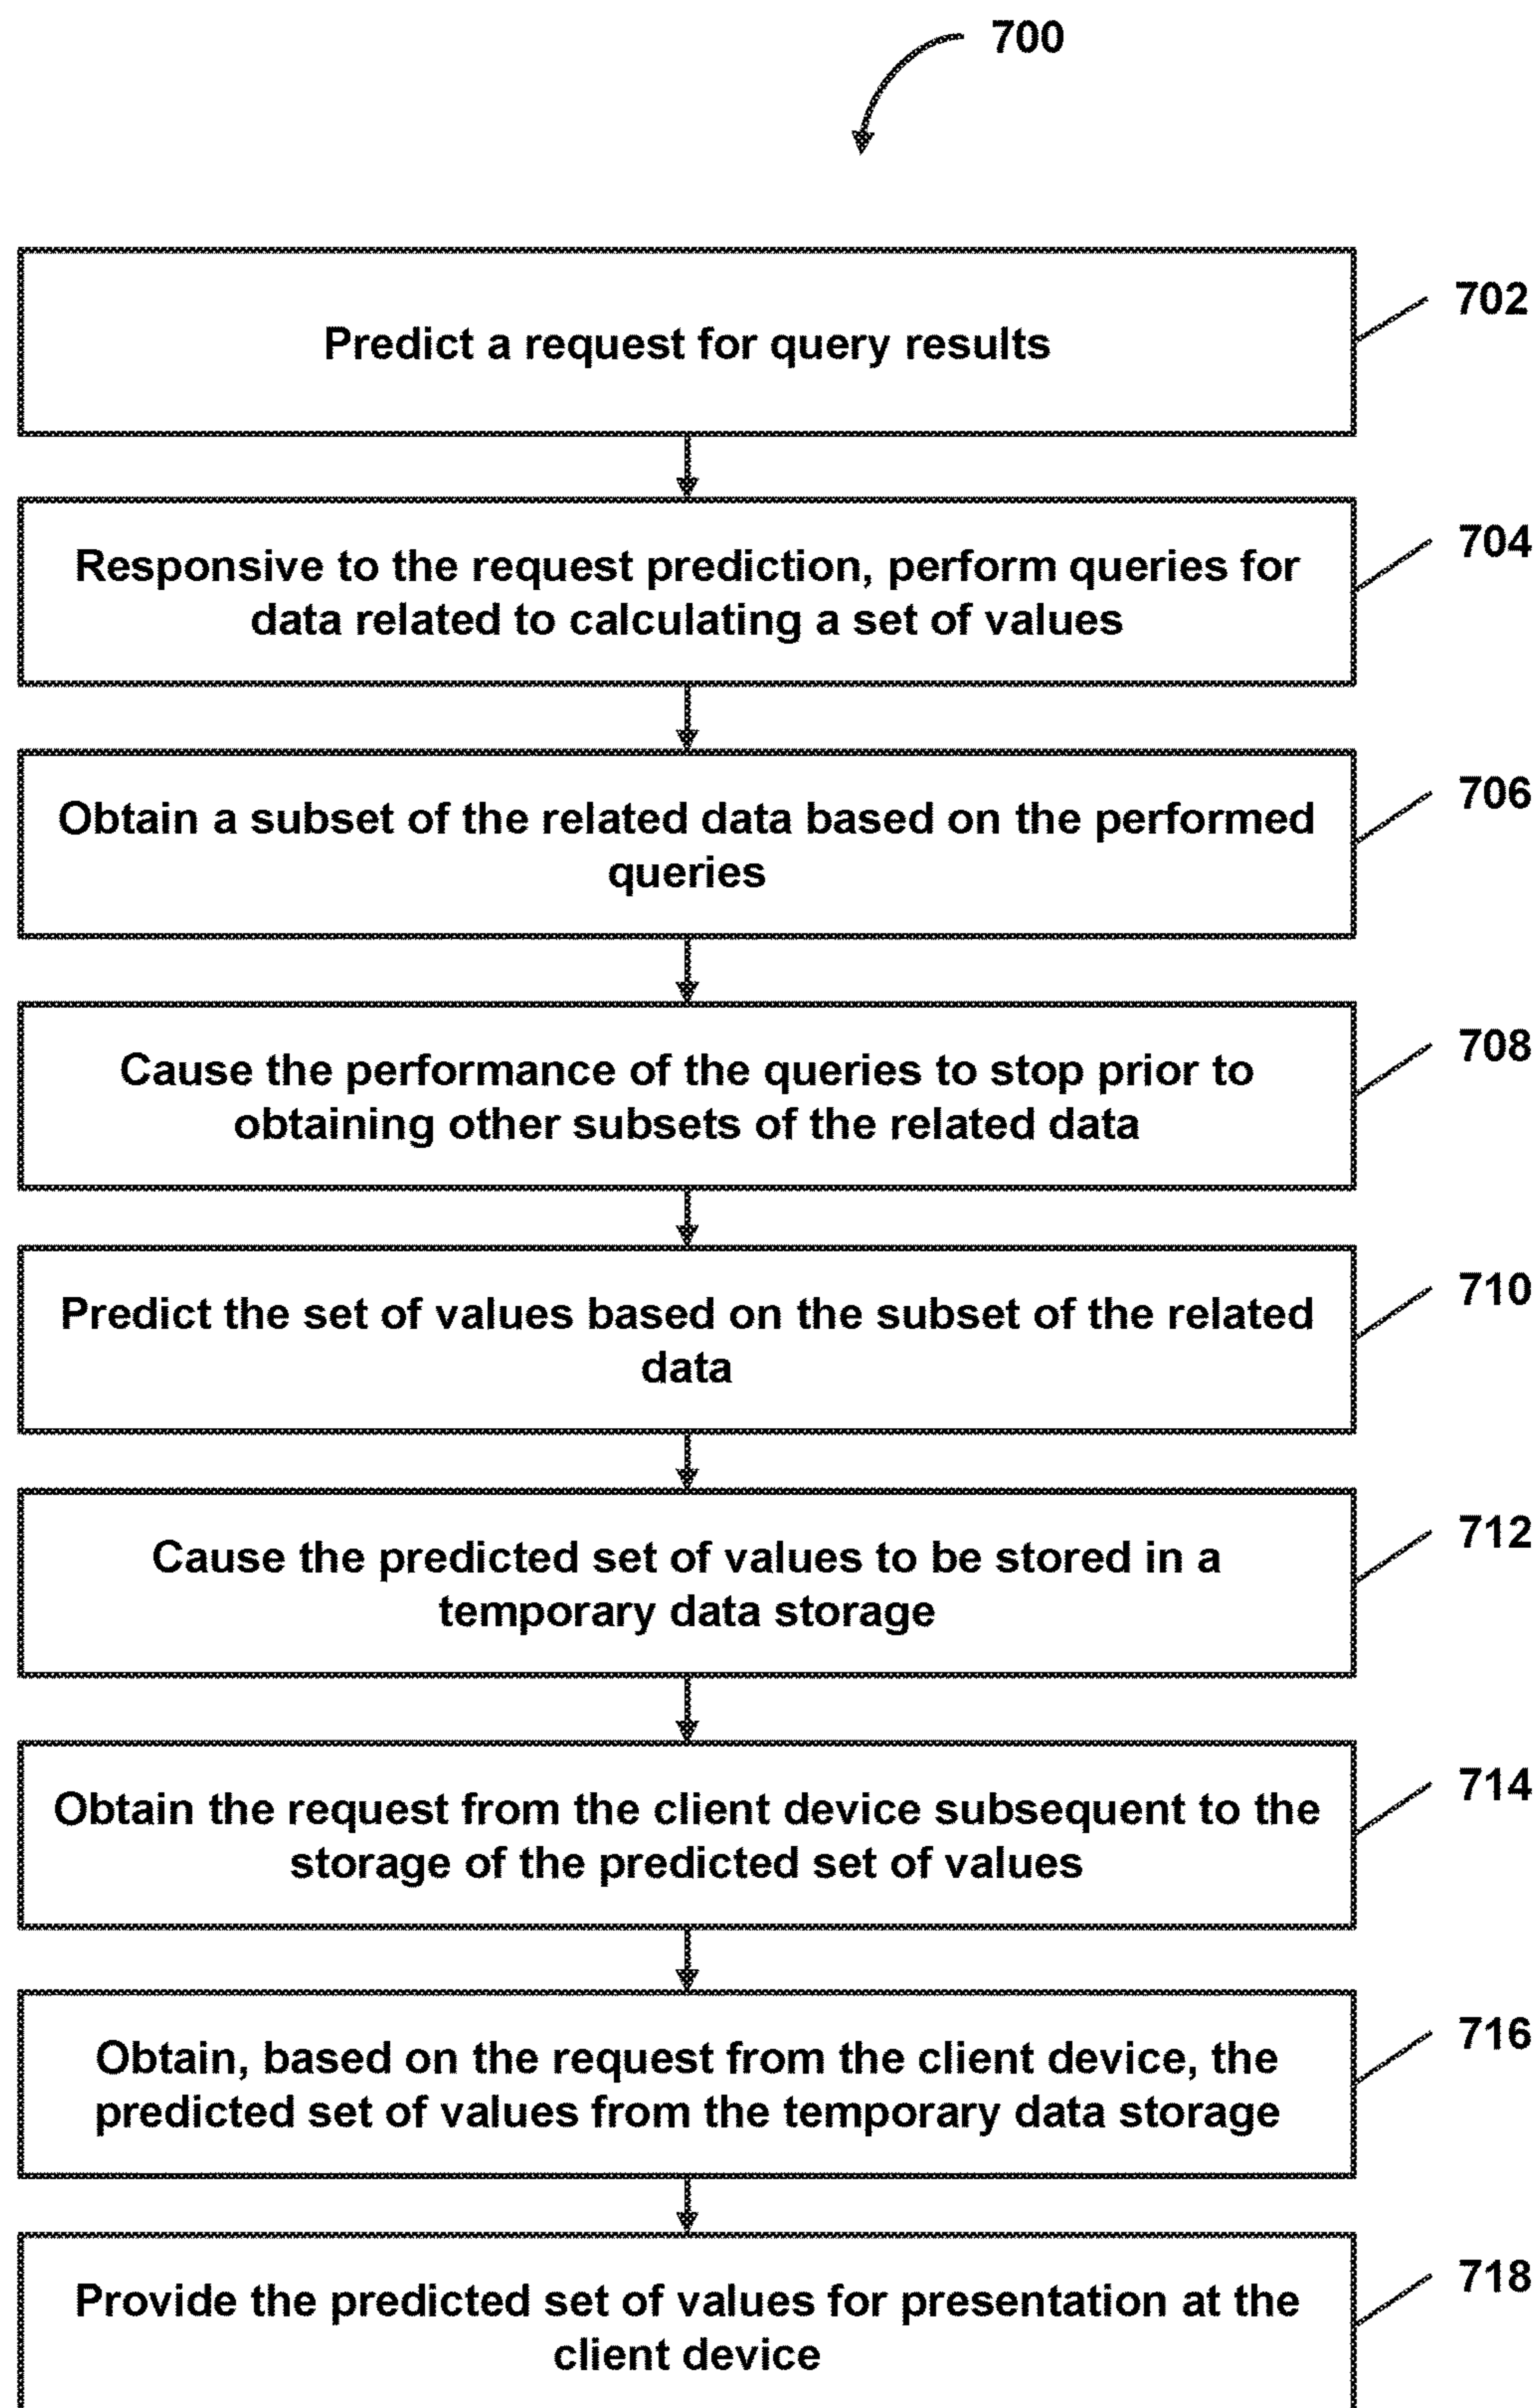 700
Predict a request for query results
702
Responsive to the request prediction, perform queries for
data related to calculating a set of values
704
Obtain a subset of the related data based on the performed
queries
706
Cause the performance of the queries to stop prior to
obtaining other subsets of the related data
708
Predict the set of values based on the subset of the related
data
710
Cause the predicted set of values to be stored in a
temporary data storage
712
Obtain the request from the client device subsequent to the
storage of the predicted set of values
714
Obtain, based on the request from the client device, the
predicted set of values from the temporary data storage
716
Provide the predicted set of values for presentation at the
client device
718